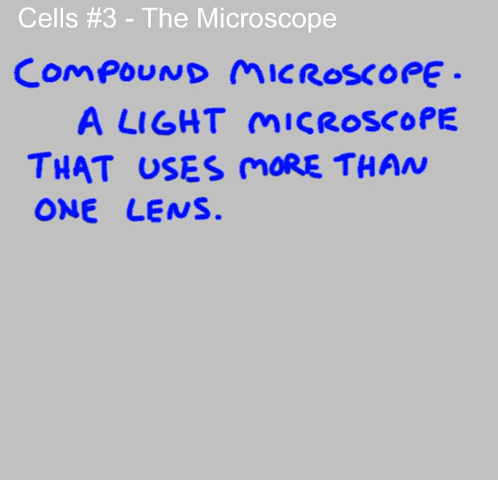 Cells #3 - The Microscope
COMPOUND MICROSCOPE.
A LIGHT MICROSCOPE
THAT USES MORE THAN
ONE LENS.